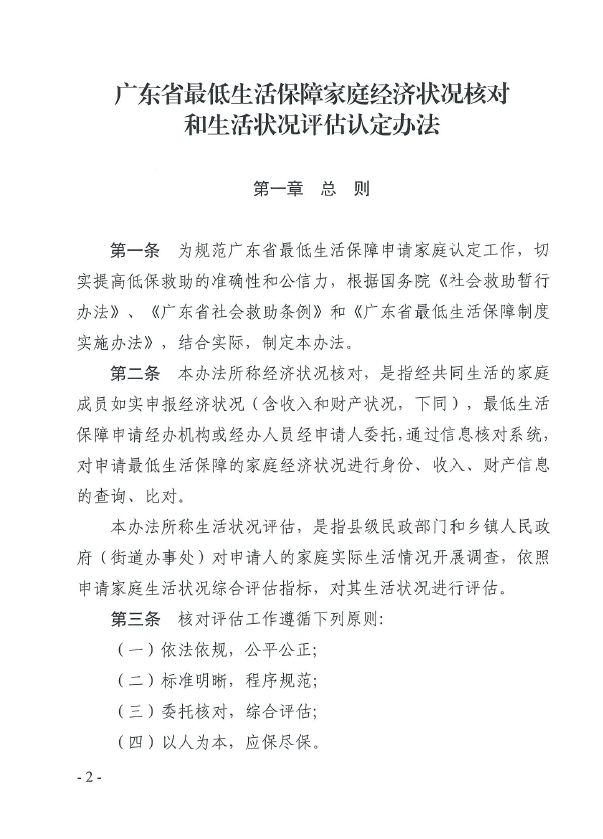 广东省最低生活保障家庭经济状况核对
和生活状况评估认定办法
第一章 总 则
第一条 为规范广东省最低生活保障申请家庭认定工作，切
实提高低保救助的准确性和公信力，根据国务院《社会救助暂行
办法》、《广东省社会救助条例》和《广东省最低生活保障制度
实施办法》，结合实际，制定本办法。
第二条 本办法所称经济状况核对，是指经共同生活的家庭
成员如实申报经济状况（含收入和财产状况，下同），最低生活
保障申请经办机构或经办人员经申请人委托，通过信息核对系统，
对申请最低生活保障的家庭经济状况进行身份、收入、财产信息
的查询、比对。
本办法所称生活状况评估，是指县级民政部门和乡镇人民政
府（街道办事处）对申请人的家庭实际生活情况开展调查，依照
申请家庭生活状况综合评估指标，对其生活状况进行评估。
第三条 核对评估工作遵循下列原则：
（一）依法依规，公平公正；
（二）标准明晰，程序规范；
（三）委托核对，综合评估；
（四）以人为本，应保尽保。
- 2 -